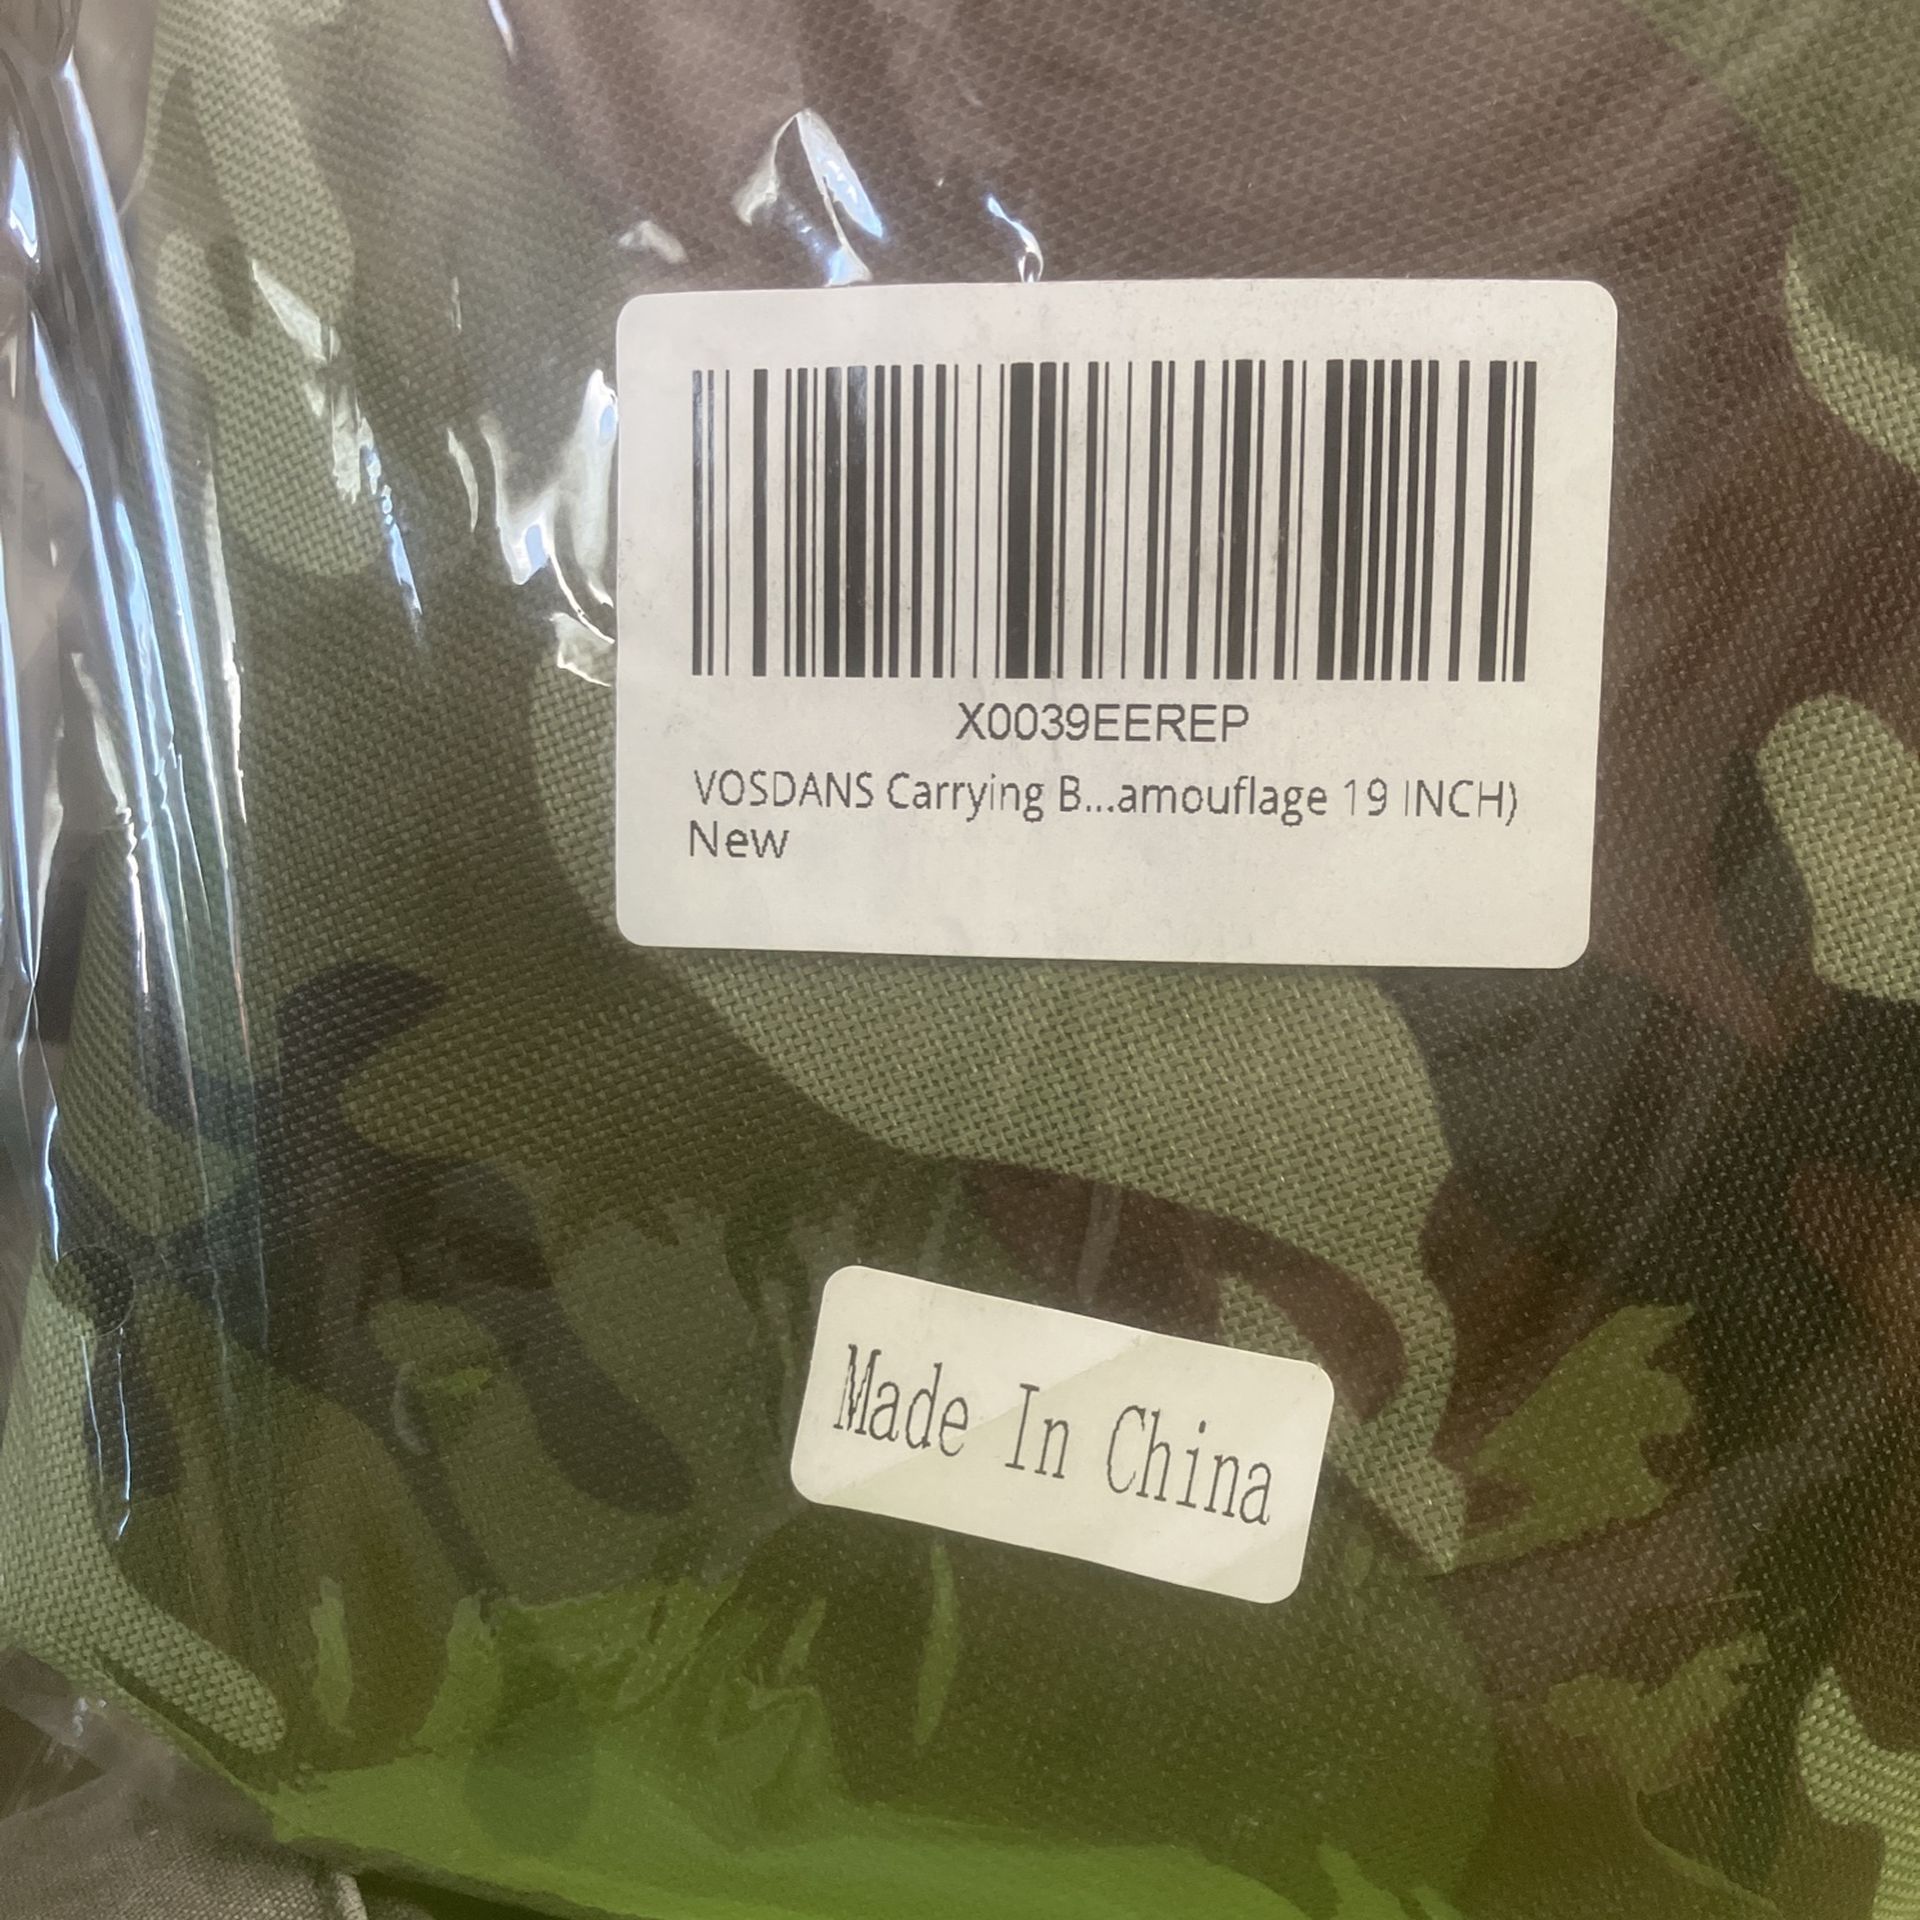 X0039EEREP
VOSDANS Carrying B...amouflage 19 INCH)
New
Made In China